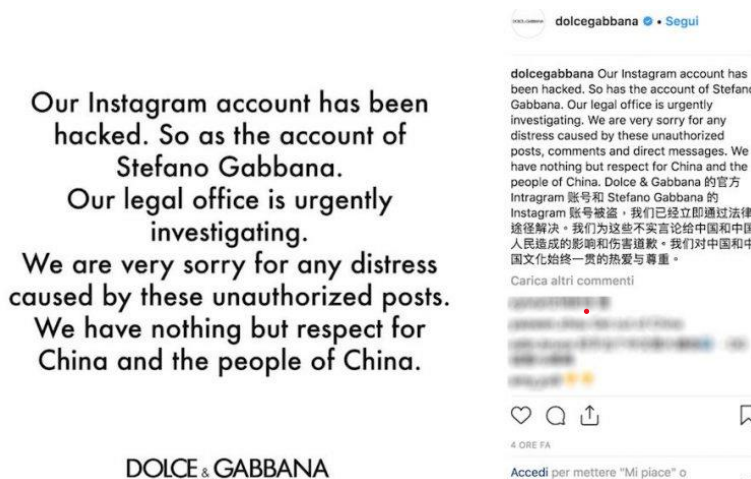 Our Instagram account has been
hacked. So as the account of
Stefano Gabbana.
Our legal office is urgently
investigating.
We are very sorry for any distress
caused by these unauthorized posts.
We have nothing but respect for
China and the people of China.
DOLCE & GABBANA
dolcegabbana • Segui
dolcegabbana Our Instagram account has
been hacked. So has the account of Stefano
Gabbana. Our legal office is urgently
investigating. We are very sorry for any
distress caused by these unauthorized
posts, comments and direct messages. We
have nothing but respect for China and the
people of China. Dolce & Gabbana 的官方
Intragram 账号和 Stefano Gabbana 的
Instagram 账号被盗，我们已经立即通过法律
途径解决。我们为这些不实言论给中国和中国
人民造成的影响和伤害道歉。我们对中国和中
国文化始终一贯的热爱与尊重。
Carica altri commenti
4 ORE FA
Accedi per mettere "Mi piace" o